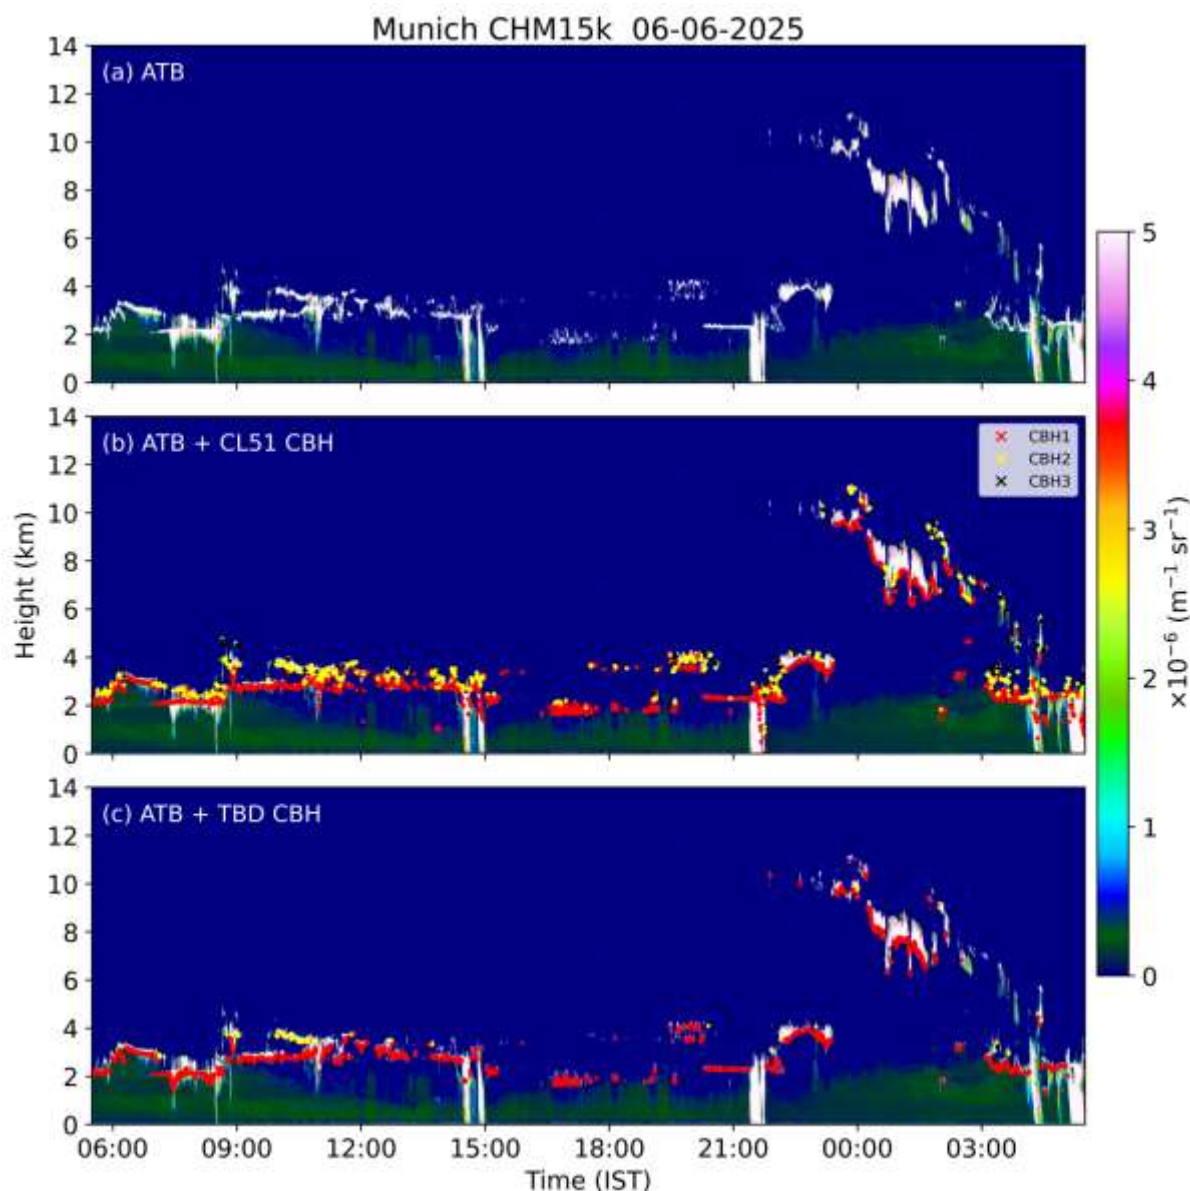 Munich CHM15k 06-06-2025
(a) ATB
14
12
10
8
6
4
2
0
(b) ATB + CL51 CBH
CBH1
CBH2
CBH3
14
12
10
8
6
4
2
0
Height (km)
(c) ATB + TBD CBH
14
12
10
8
6
4
2
0
06:00 09:00 12:00 15:00 18:00 21:00 00:00 03:00
Time (IST)
5
4
3
2
1
0
×10⁻⁶ (m⁻¹ sr⁻¹)